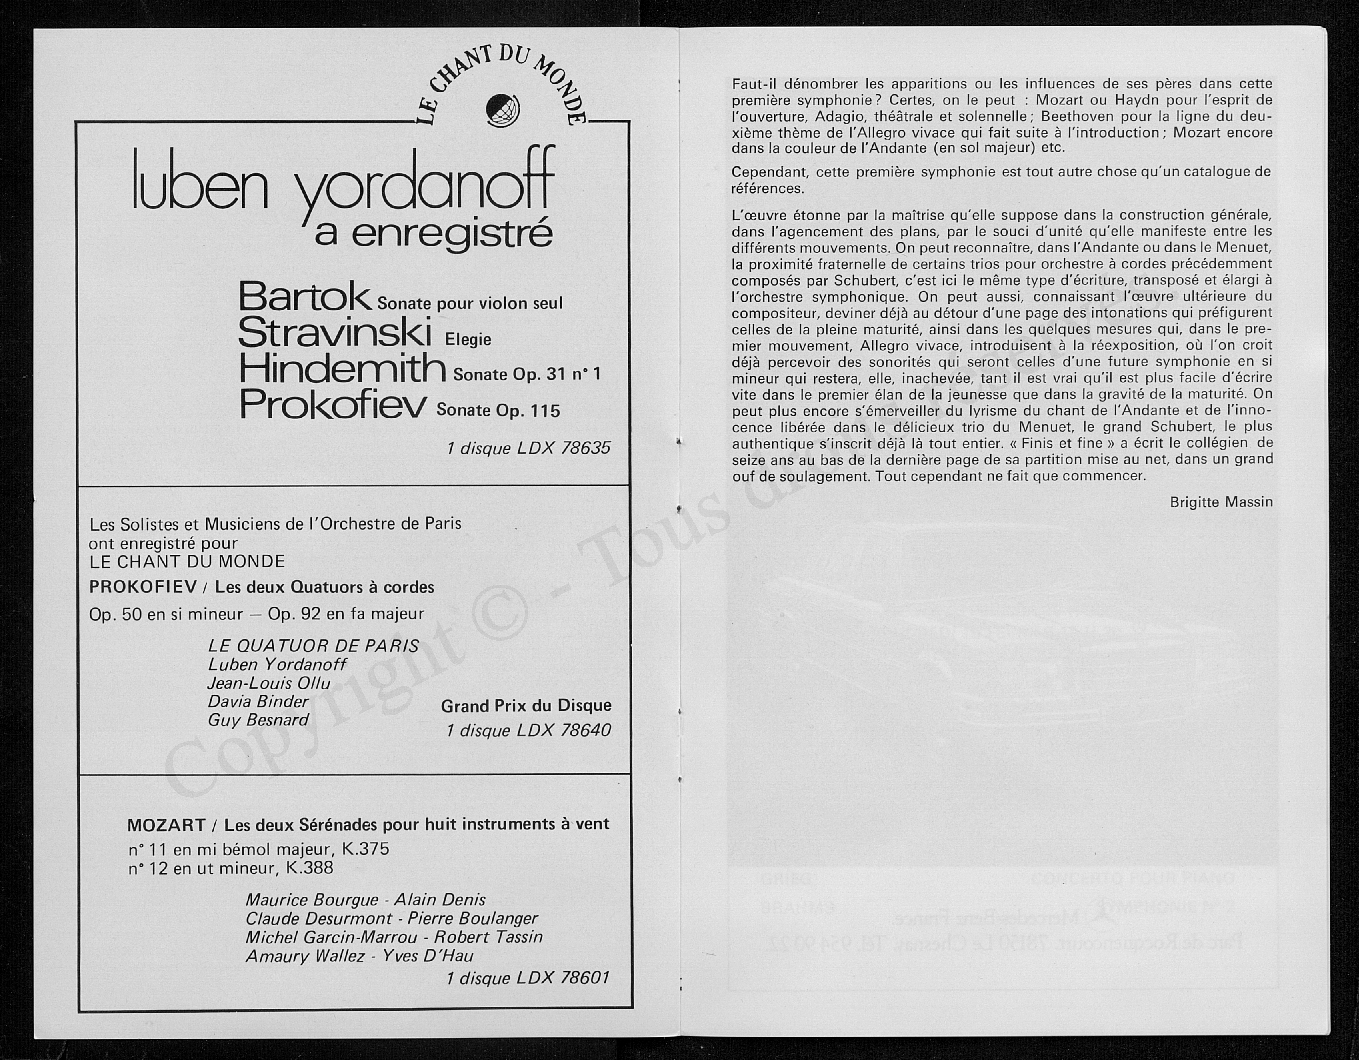 LE CHANT DU MONDE
luben yordanoff
a enregistré
Bartok Sonate pour violon seul
Stravinski Elegie
Hindemith Sonate Op. 31 n° 1
Prokofiev Sonate Op. 115
1 disque LDX 78635
Les Solistes et Musiciens de l'Orchestre de Paris
ont enregistré pour
LE CHANT DU MONDE
PROKOFIEV / Les deux Quatuors à cordes
Op. 50 en si mineur — Op. 92 en fa majeur
LE QUATUOR DE PARIS
Luben Yordanoff
Jean-Louis Ollu
Davia Binder
Guy Besnard
Grand Prix du Disque
1 disque LDX 78640
MOZART / Les deux Sérénades pour huit instruments à vent
n° 11 en mi bémol majeur, K.375
n° 12 en ut mineur, K.388
Maurice Bourgue - Alain Denis
Claude Desurmont - Pierre Boulanger
Michel Garcin-Marrou - Robert Tassin
Amaury Wallez - Yves D'Hau
1 disque LDX 78601
Faut-il dénombrer les apparitions ou les influences de ses pères dans cette
première symphonie ? Certes, on le peut : Mozart ou Haydn pour l'esprit de
l'ouverture, Adagio, théâtrale et solennelle ; Beethoven pour la ligne du deu-
xième thème de l'Allegro vivace qui fait suite à l'introduction ; Mozart encore
dans la couleur de l'Andante (en sol majeur) etc.
Cependant, cette première symphonie est tout autre chose qu'un catalogue de
références.
L'œuvre étonne par la maîtrise qu'elle suppose dans la construction générale,
dans l'agencement des plans, par le souci d'unité qu'elle manifeste entre les
différents mouvements. On peut reconnaître, dans l'Andante ou dans le Menuet,
la proximité fraternelle de certains trios pour orchestre à cordes précédemment
composés par Schubert, c'est ici le même type d'écriture, transposé et élargi à
l'orchestre symphonique. On peut aussi, connaissant l'œuvre ultérieure du
compositeur, deviner déjà au détour d'une page des intonations qui préfigurent
celles de la pleine maturité, ainsi dans les quelques mesures qui, dans le pre-
mier mouvement, Allegro vivace, introduisent à la réexposition, où l'on croit
déjà percevoir des sonorités qui seront celles d'une future symphonie en si
mineur qui restera, elle, inachevée, tant il est vrai qu'il est plus facile d'écrire
vite dans le premier élan de la jeunesse que dans la gravité de la maturité. On
peut plus encore s'émerveiller du lyrisme du chant de l'Andante et de l'inno-
cence libérée dans le délicieux trio du Menuet, le grand Schubert, le plus
authentique s'inscrit déjà là tout entier. « Finis et fine » a écrit le collégien de
seize ans au bas de la dernière page de sa partition mise au net, dans un grand
ouf de soulagement. Tout cependant ne fait que commencer.
Brigitte Massin
Copyright © - Tous